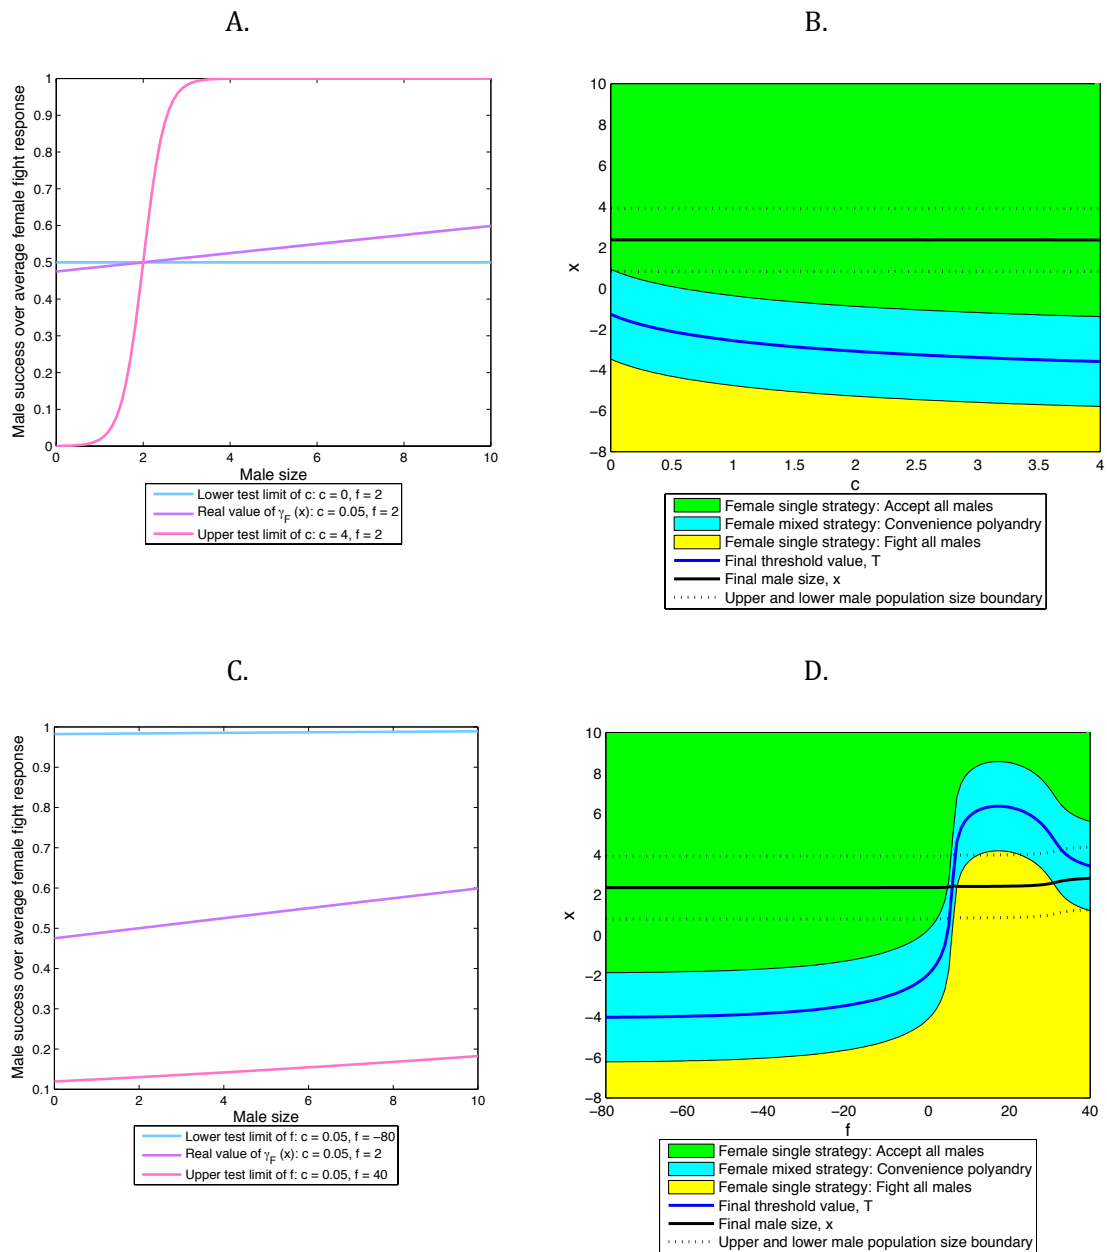 A.
Male success over average female fight response
1
0.9
0.8
0.7
0.6
0.5
0.4
0.3
0.2
0.1
0
0 2 4 6 8 10
Male size
Lower test limit of c: c = 0, f = 2
Real value of γF (x): c = 0.05, f = 2
Upper test limit of c: c = 4, f = 2
B.
x
10
8
6
4
2
0
−2
−4
−6
−8
0 0.5 1 1.5 2 2.5 3 3.5 4
c
Female single strategy: Accept all males
Female mixed strategy: Convenience polyandry
Female single strategy: Fight all males
Final threshold value, T
Final male size, x
Upper and lower male population size boundary
C.
Male success over average female fight response
1
0.9
0.8
0.7
0.6
0.5
0.4
0.3
0.2
0.1
0 2 4 6 8 10
Male size
Lower test limit of f: c = 0.05, f = −80
Real value of γF (x): c = 0.05, f = 2
Upper test limit of f: c = 0.05, f = 40
D.
x
10
8
6
4
2
0
−2
−4
−6
−8
−80 −60 −40 −20 0 20 40
f
Female single strategy: Accept all males
Female mixed strategy: Convenience polyandry
Female single strategy: Fight all males
Final threshold value, T
Final male size, x
Upper and lower male population size boundary